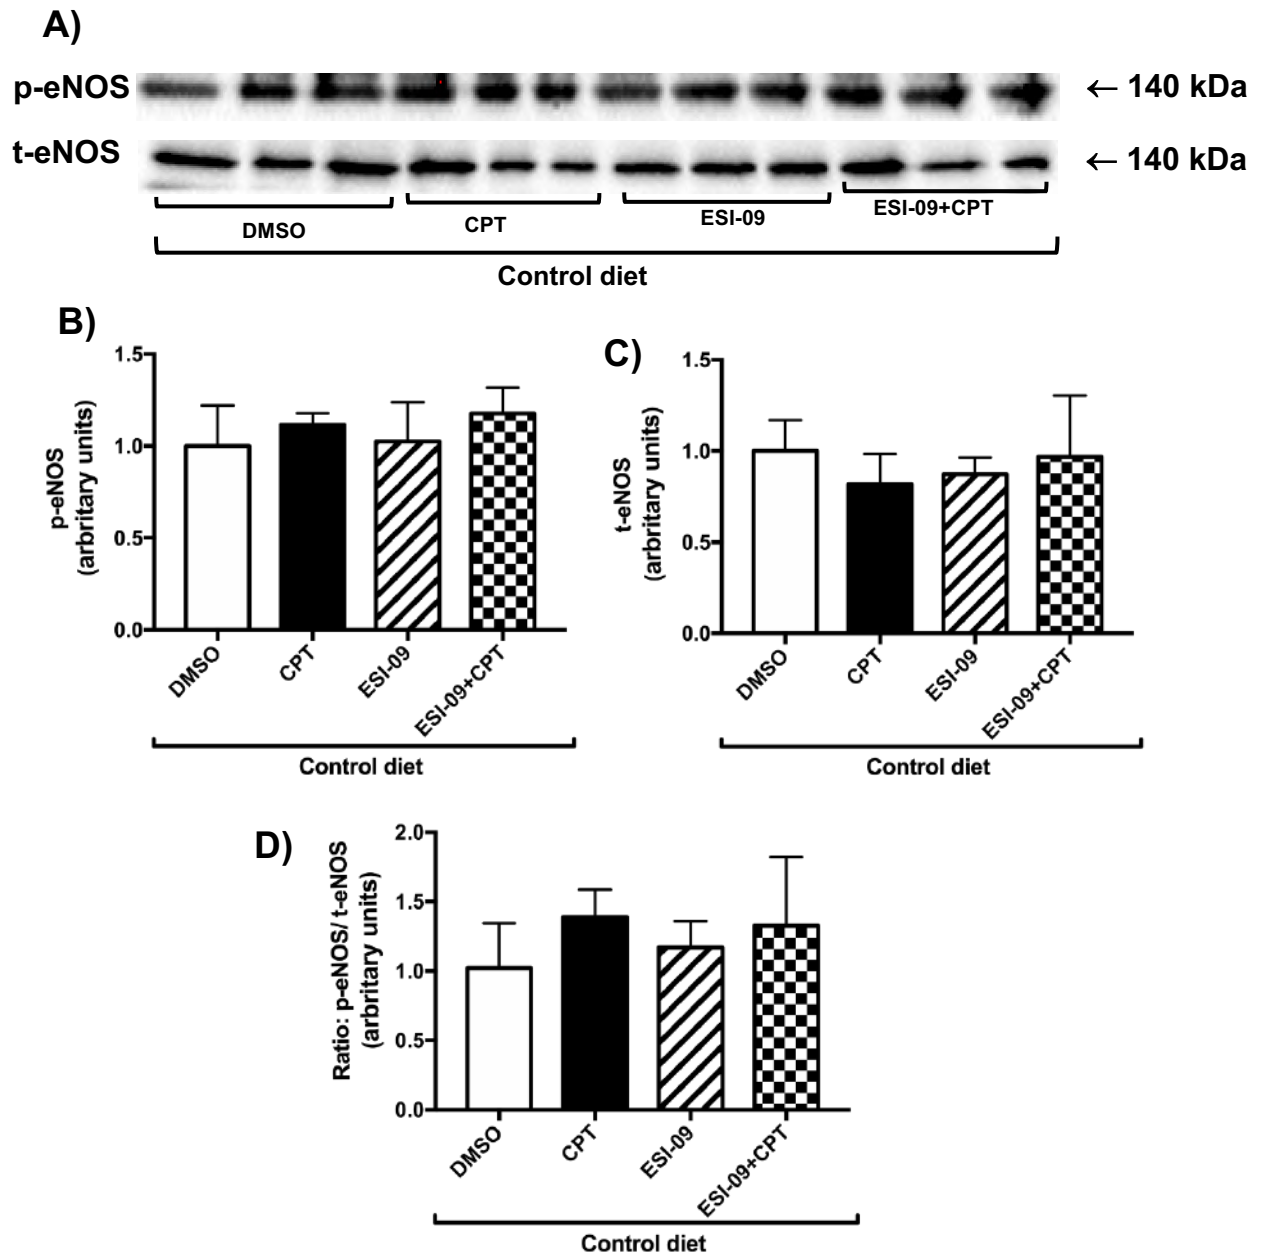 A)
p-eNOS
← 140 kDa
t-eNOS
← 140 kDa
DMSO
CPT
ESI-09
ESI-09+CPT
Control diet
B)
p-eNOS
(arbritary units)
1.5
1.0
0.5
0.0
DMSO
CPT
ESI-09
ESI-09+CPT
Control diet
C)
t-eNOS
(arbritary units)
1.5
1.0
0.5
0.0
DMSO
CPT
ESI-09
ESI-09+CPT
Control diet
D)
Ratio: p-eNOS/ t-eNOS
(arbritary units)
2.0
1.5
1.0
0.5
0.0
DMSO
CPT
ESI-09
ESI-09+CPT
Control diet